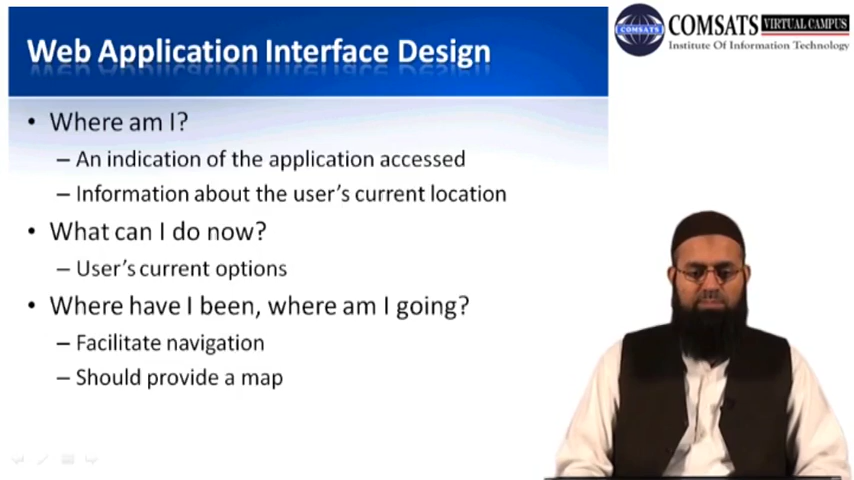 Web Application Interface Design
COMSATS VIRTUAL CAMPUS
COMSATS
Institute Of Information Technology
• Where am I?
– An indication of the application accessed
– Information about the user's current location
• What can I do now?
– User's current options
• Where have I been, where am I going?
– Facilitate navigation
– Should provide a map